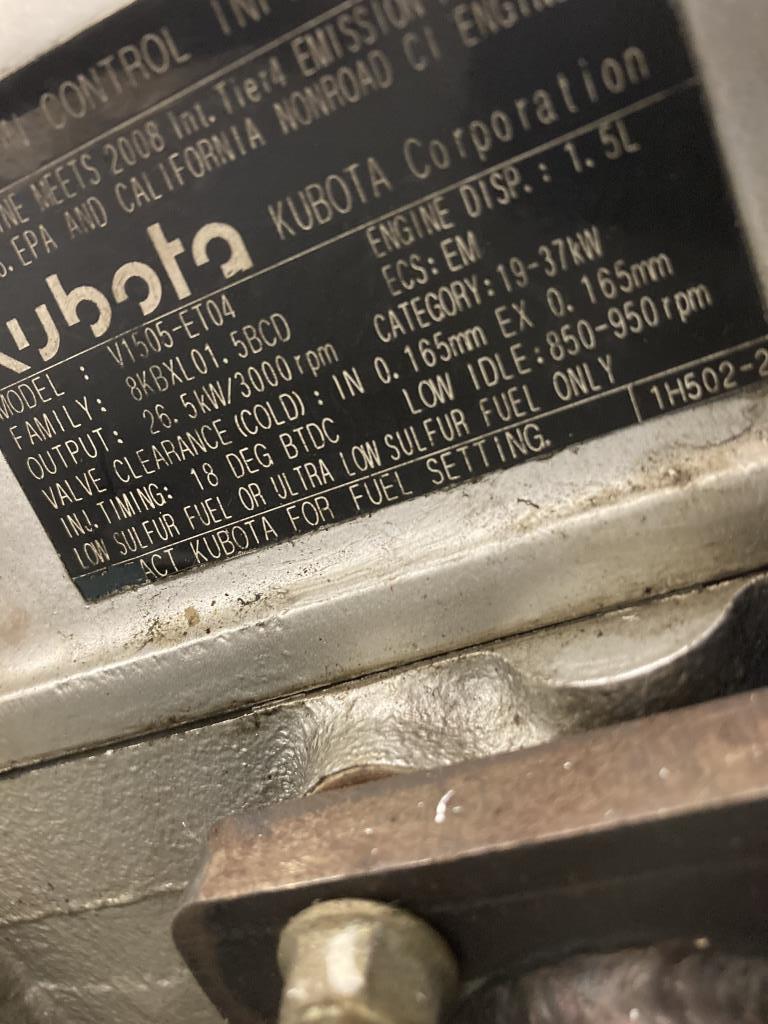 CONTROL
MEETS 2008 Int. Tier4 EMISSION
EPA AND CALIFORNIA NONROAD CI
Kubota KUBOTA Corporation
MODEL : V1505-ET04 ENGINE DISP.: 1.5L
FAMILY: 8KBXL01.5BCD ECS: EM
OUTPUT: 26.5kW/3000rpm CATEGORY:19-37kW
VALVE CLEARANCE (COLD): IN 0.165mm EX 0.165mm
INJ.TIMING: 18 DEG BTDC LOW IDLE:850-950rpm
LOW SULFUR FUEL OR ULTRA LOW SULFUR FUEL ONLY
KUBOTA FOR FUEL SETTING.
1H502-2